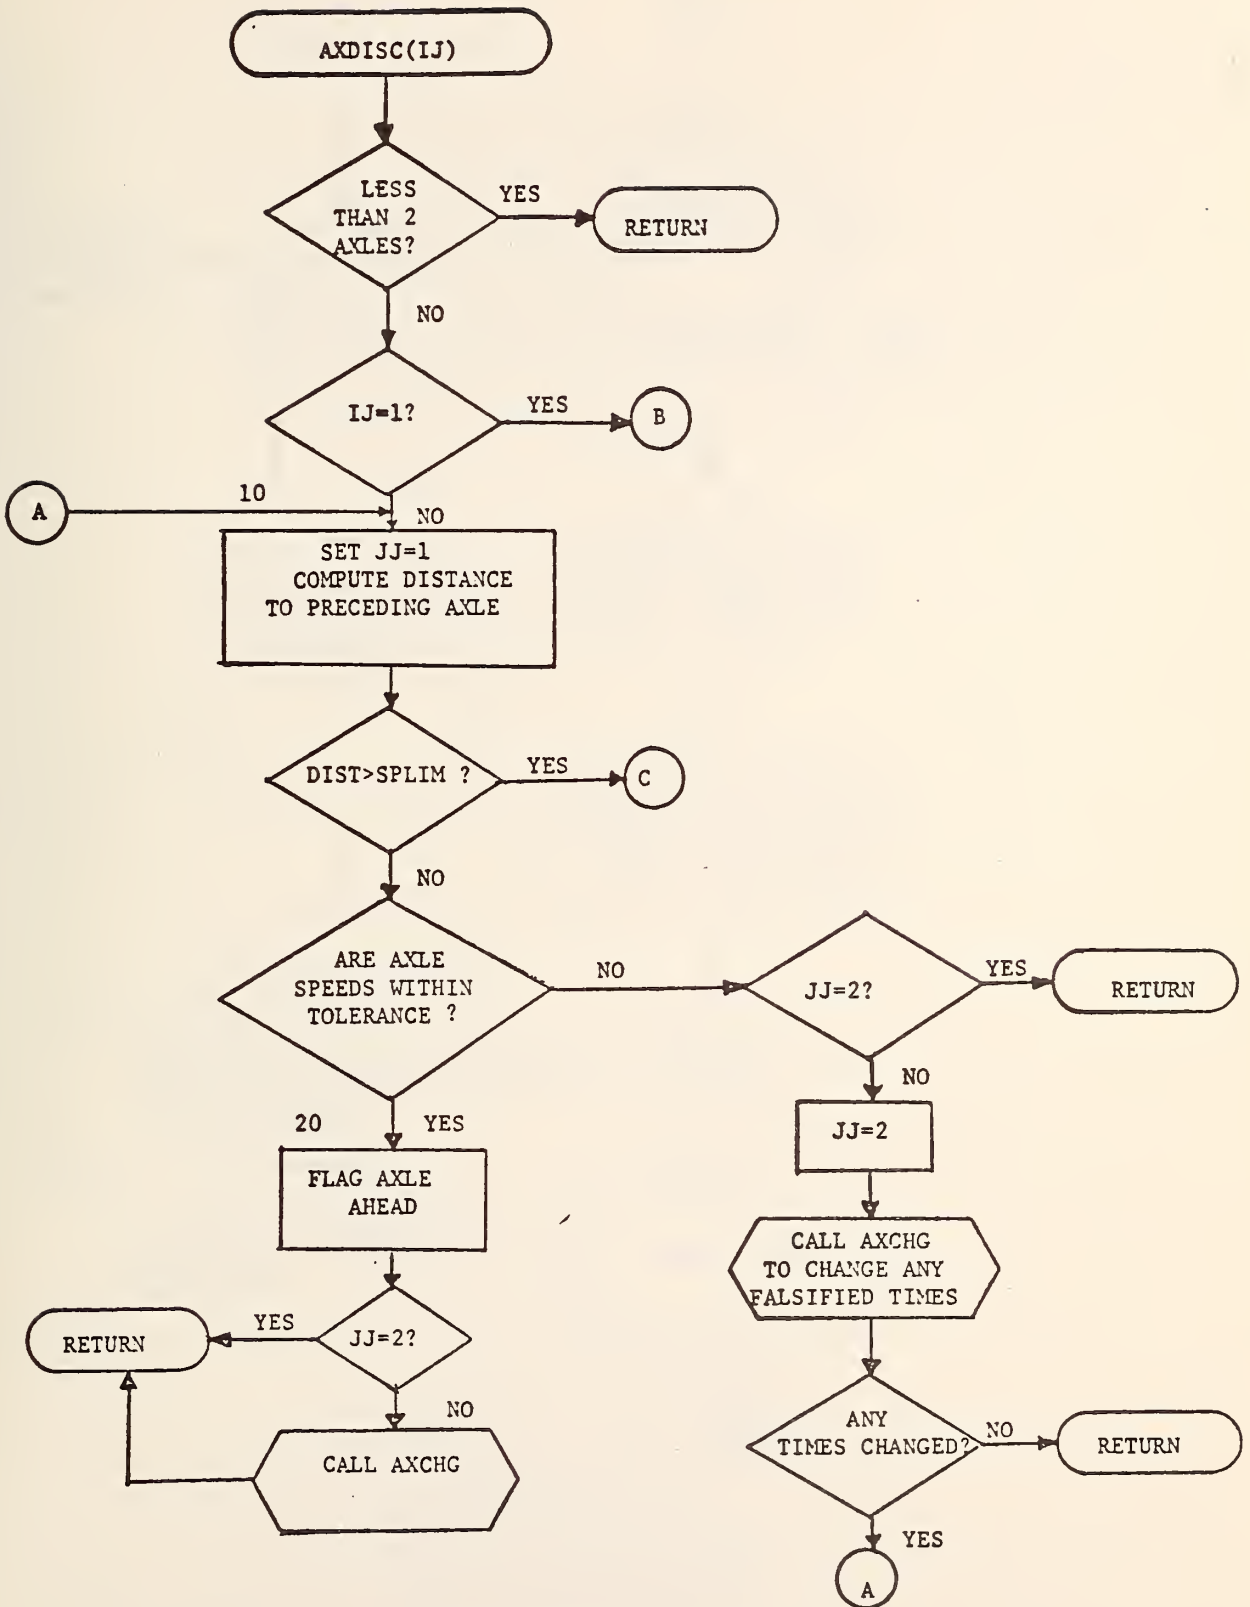 AXDISC(IJ)
LESS
THAN 2
AXLES?
YES
RETURN
NO
IJ=1?
YES
B
A
10
NO
SET JJ=1
COMPUTE DISTANCE
TO PRECEDING AXLE
DIST>SPLIM ?
YES
C
NO
ARE AXLE
SPEEDS WITHIN
TOLERANCE ?
NO
JJ=2?
YES
RETURN
NO
JJ=2
20
YES
FLAG AXLE
AHEAD
CALL AXCHG
TO CHANGE ANY
FALSIFIED TIMES
JJ=2?
YES
RETURN
NO
CALL AXCHG
ANY
TIMES CHANGED?
NO
RETURN
YES
A